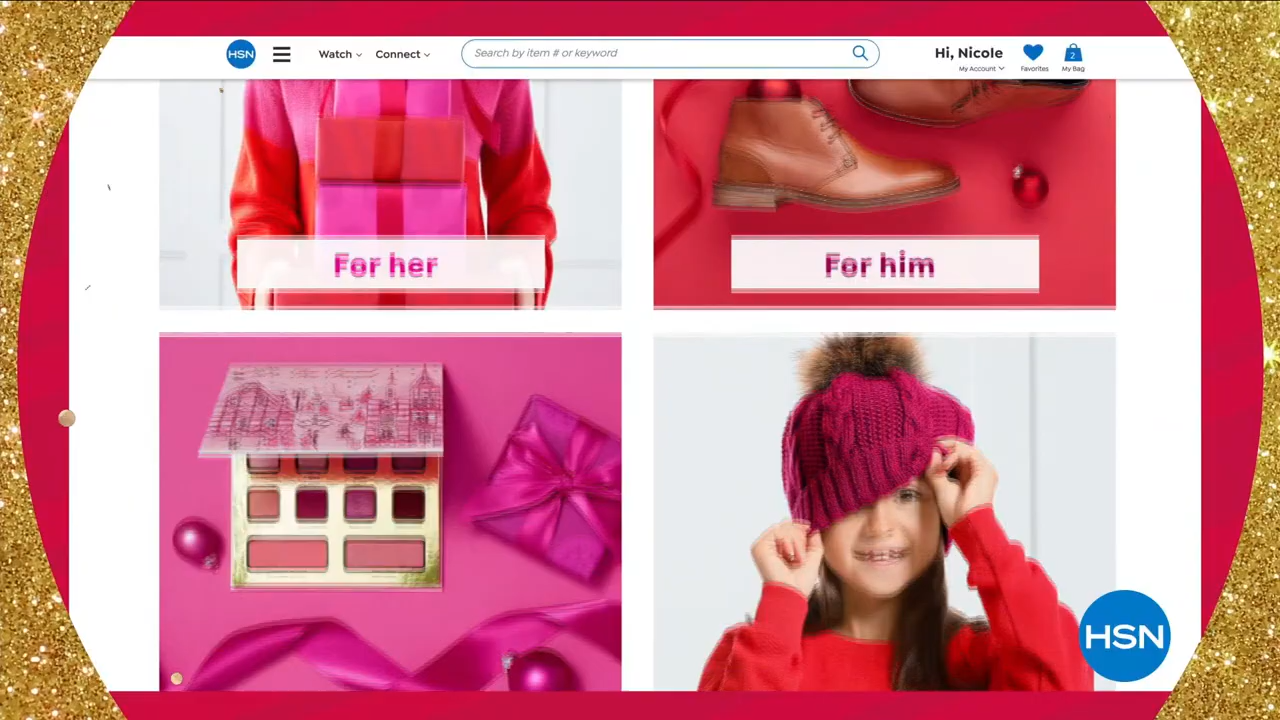 HSN
Watch
Connect
Search by item # or keyword
Hi, Nicole
My Account
Favorites
2
My Bag
For her
For him
HSN